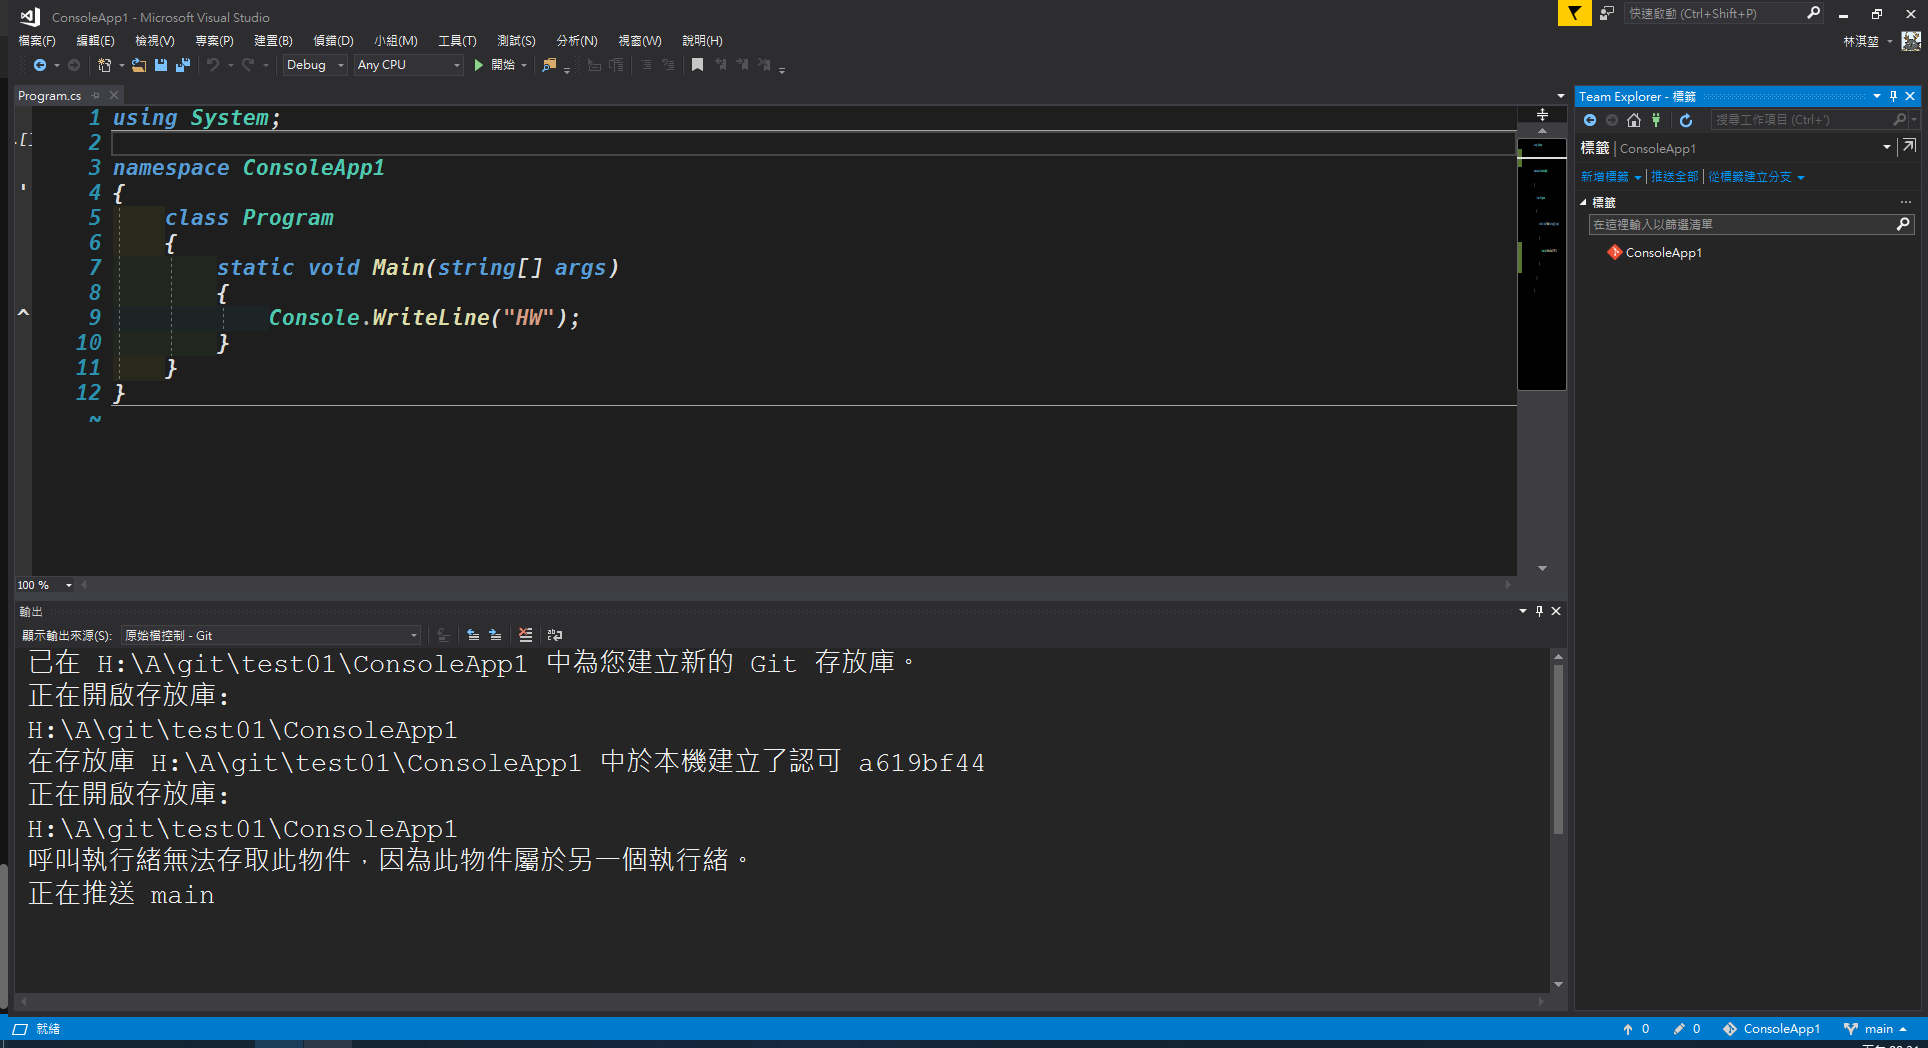 ConsoleApp1 - Microsoft Visual Studio
快速啟動 (Ctrl+Shift+P)
檔案(F) 編輯(E) 檢視(V) 專案(P) 建置(B) 偵錯(D) 小組(M) 工具(T) 測試(S) 分析(N) 視窗(W) 說明(H)
林淇堃
Debug Any CPU 開始
Program.cs
1 using System;
2
3 namespace ConsoleApp1
4 {
5 class Program
6 {
7 static void Main(string[] args)
8 {
9 Console.WriteLine("HW");
10 }
11 }
12 }
~
100 %
Team Explorer - 標籤
搜尋工作項目 (Ctrl+')
標籤 | ConsoleApp1
新增標籤 | 推送全部 | 從標籤建立分支
標籤
在這裡輸入以篩選清單
ConsoleApp1
輸出
顯示輸出來源(S): 原始檔控制 - Git
已在 H:\A\git\test01\ConsoleApp1 中為您建立新的 Git 存放庫。
正在開啟存放庫:
H:\A\git\test01\ConsoleApp1
在存放庫 H:\A\git\test01\ConsoleApp1 中於本機建立了認可 a619bf44
正在開啟存放庫:
H:\A\git\test01\ConsoleApp1
呼叫執行緒無法存取此物件，因為此物件屬於另一個執行緒。
正在推送 main
就緒
0 0 ConsoleApp1 main